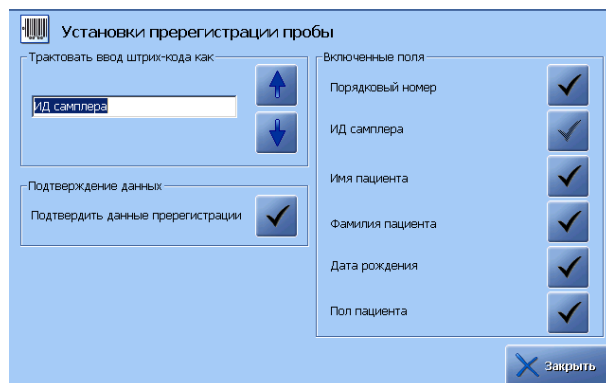 Установки пререгистрации пробы
Трактовать ввод штрих-кода как
ИД самплера
Подтверждение данных
Подтвердить данные пререгистрации
Включенные поля
Порядковый номер
ИД самплера
Имя пациента
Фамилия пациента
Дата рождения
Пол пациента
Закрыть